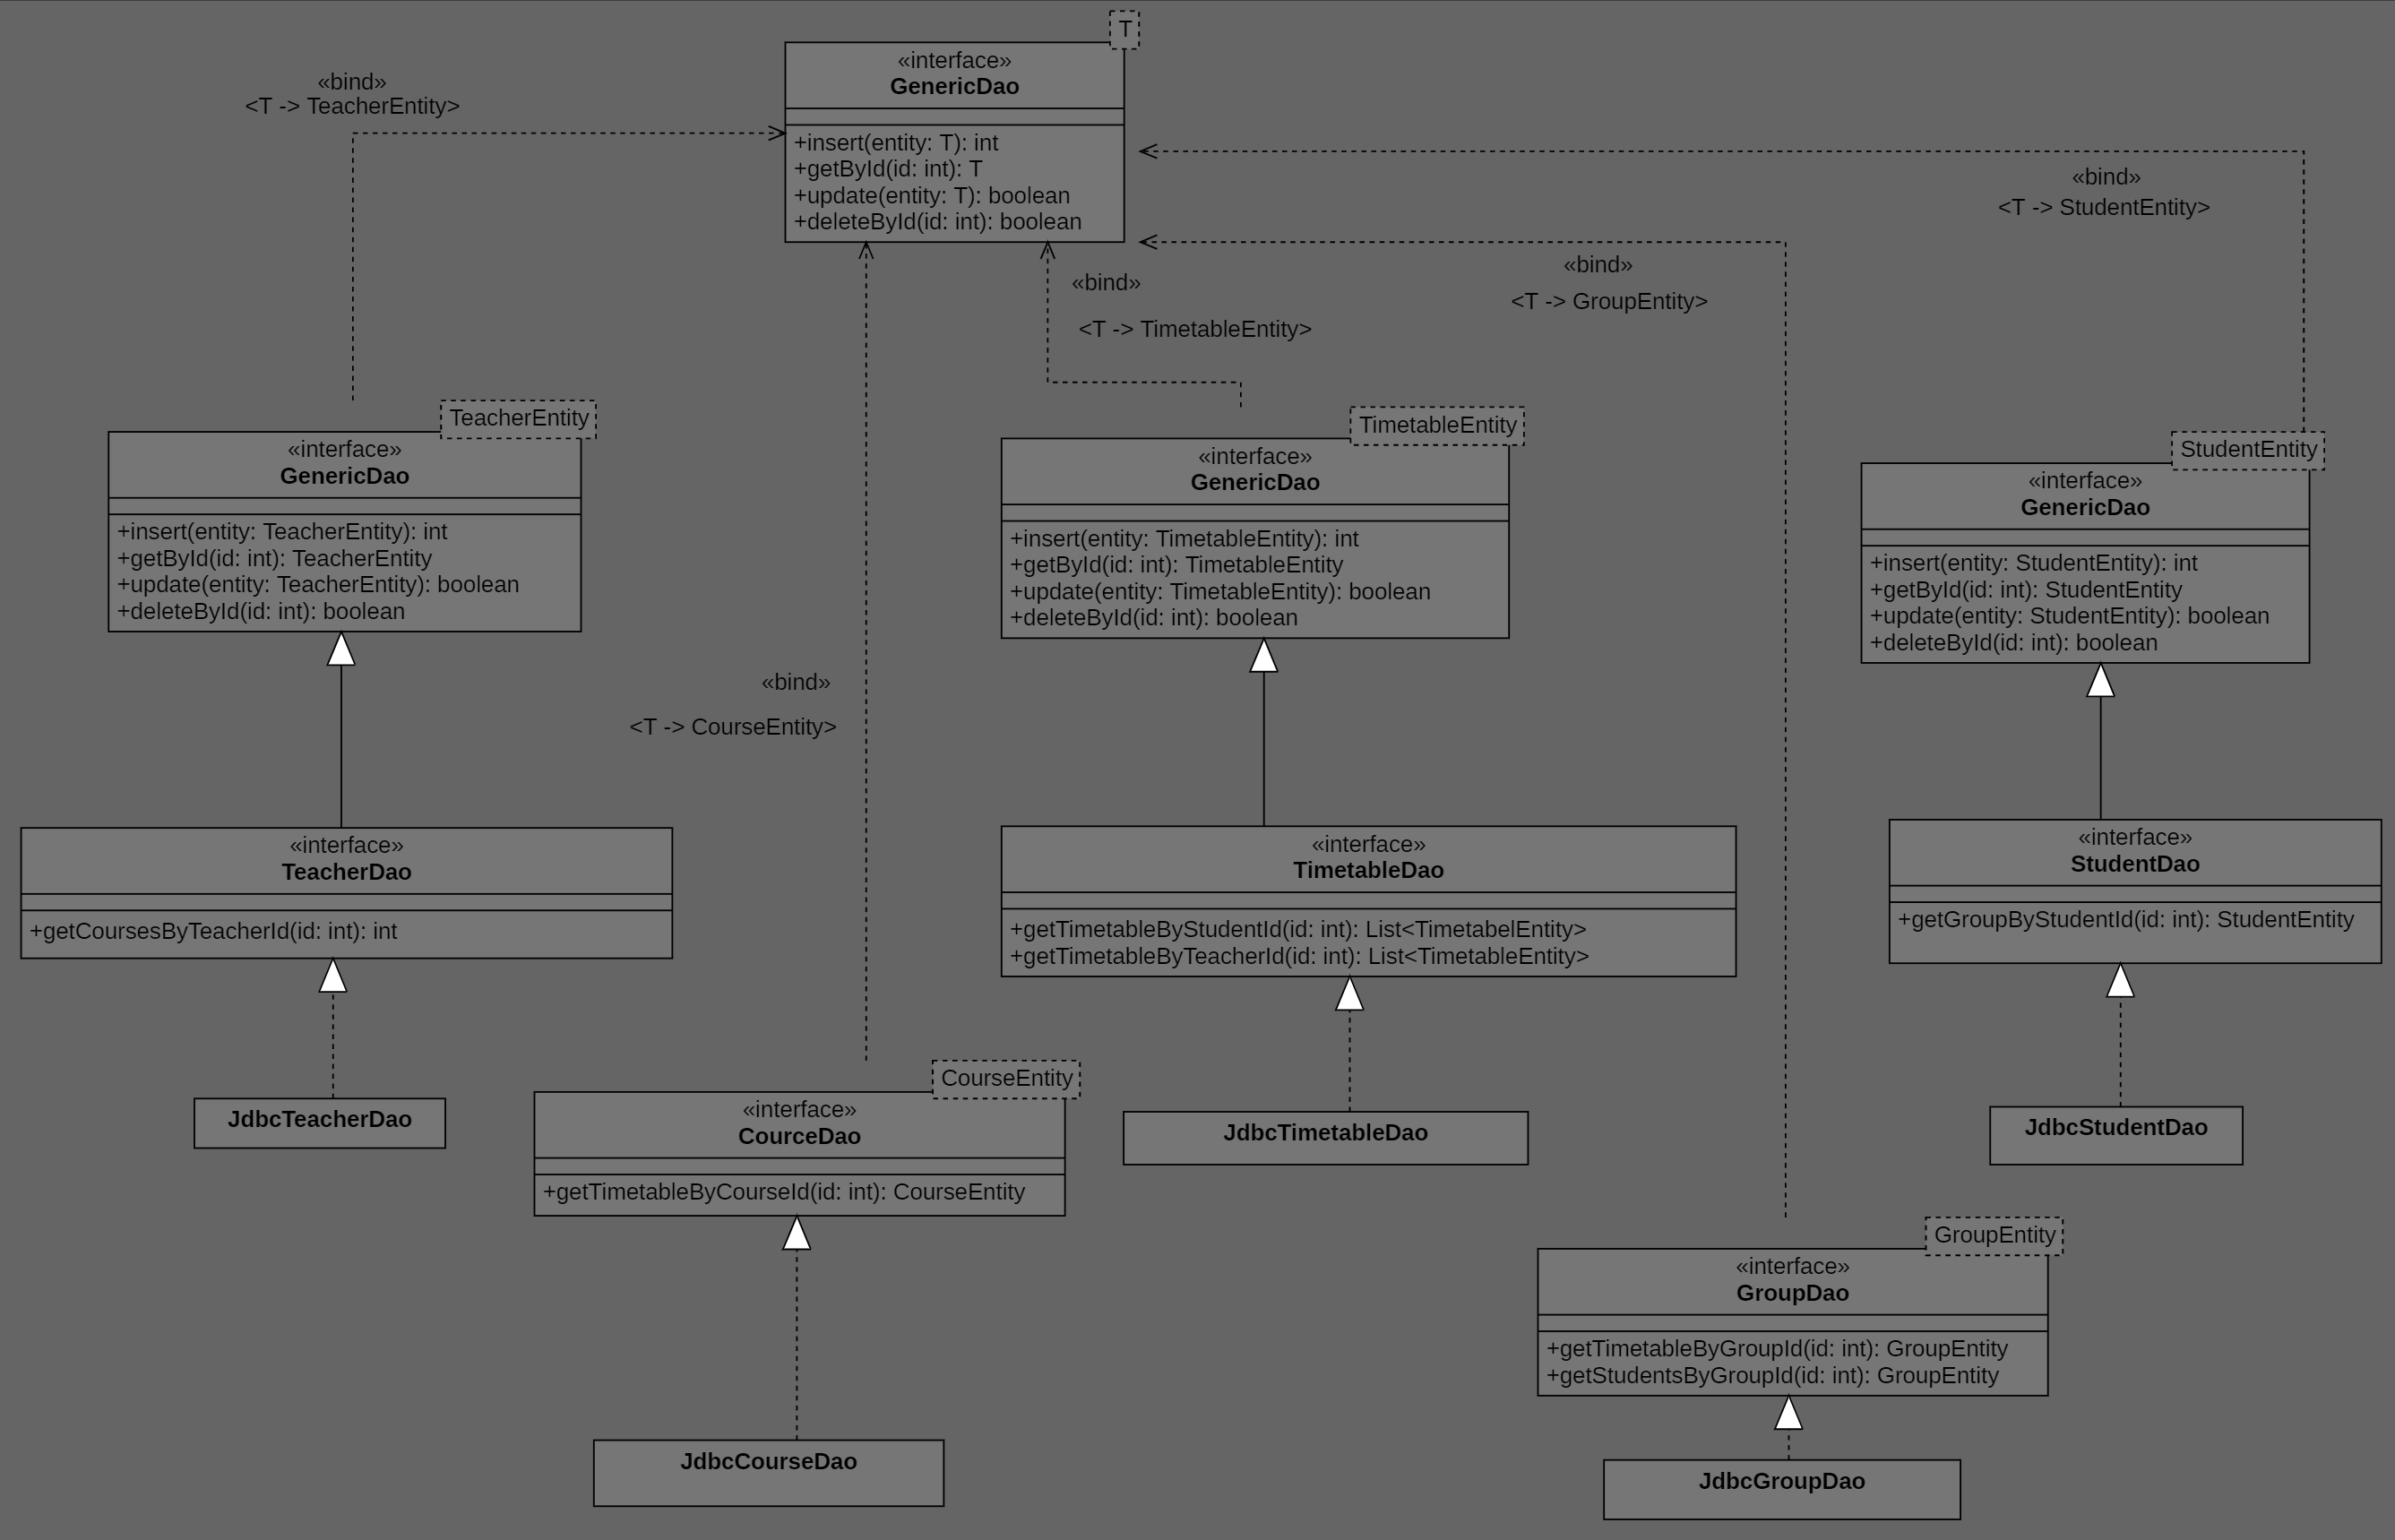 T
«interface»
GenericDao
+insert(entity: T): int
+getById(id: int): T
+update(entity: T): boolean
+deleteById(id: int): boolean
«bind»
<T -> TeacherEntity>
«bind»
<T -> StudentEntity>
«bind»
<T -> GroupEntity>
«bind»
<T -> TimetableEntity>
TeacherEntity
«interface»
GenericDao
+insert(entity: TeacherEntity): int
+getById(id: int): TeacherEntity
+update(entity: TeacherEntity): boolean
+deleteById(id: int): boolean
TimetableEntity
«interface»
GenericDao
+insert(entity: TimetableEntity): int
+getById(id: int): TimetableEntity
+update(entity: TimetableEntity): boolean
+deleteById(id: int): boolean
StudentEntity
«interface»
GenericDao
+insert(entity: StudentEntity): int
+getById(id: int): StudentEntity
+update(entity: StudentEntity): boolean
+deleteById(id: int): boolean
«bind»
<T -> CourseEntity>
«interface»
TeacherDao
+getCoursesByTeacherId(id: int): int
«interface»
TimetableDao
+getTimetableByStudentId(id: int): List<TimetabelEntity>
+getTimetableByTeacherId(id: int): List<TimetableEntity>
«interface»
StudentDao
+getGroupByStudentId(id: int): StudentEntity
JdbcTeacherDao
CourseEntity
«interface»
CourceDao
+getTimetableByCourseId(id: int): CourseEntity
JdbcTimetableDao
JdbcStudentDao
GroupEntity
«interface»
GroupDao
+getTimetableByGroupId(id: int): GroupEntity
+getStudentsByGroupId(id: int): GroupEntity
JdbcCourseDao
JdbcGroupDao